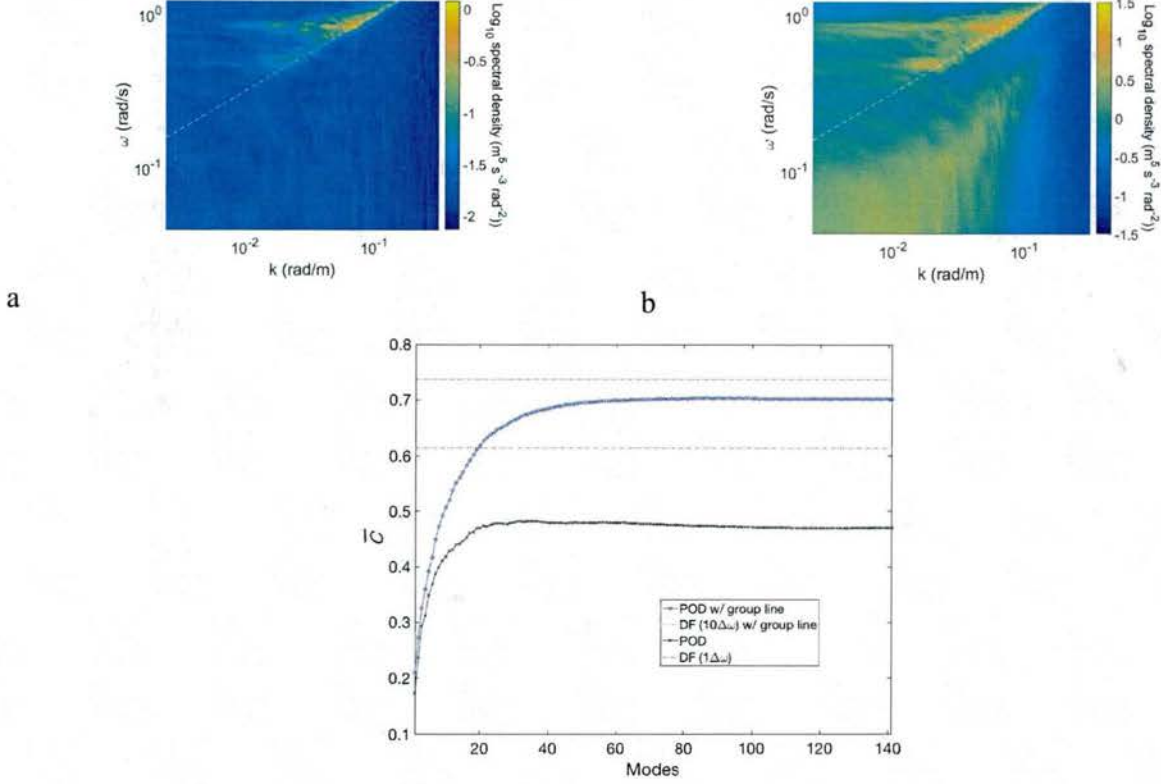 10⁰
10⁻¹
ω (rad/s)
10⁻²
10⁻¹
k (rad/m)
0
-0.5
-1
-1.5
-2
Log₁₀ spectral density (m⁵ s⁻³ rad⁻²))
a
10⁰
10⁻¹
ω (rad/s)
10⁻²
10⁻¹
k (rad/m)
1.5
1
0.5
0
-0.5
-1
-1.5
Log₁₀ spectral density (m⁵ s⁻³ rad⁻²))
b
0.8
0.7
0.6
0.5
0.4
0.3
0.2
0.1
C̅
20
40
60
80
100
120
140
Modes
POD w/ group line
DF (10Δω) w/ group line
POD
DF (1Δω)